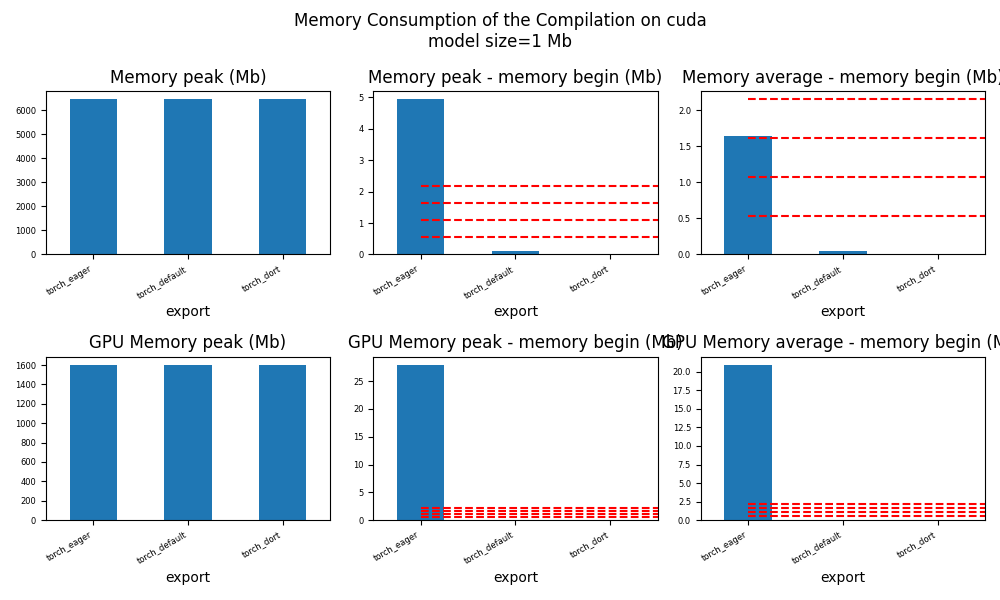 Memory Consumption of the Compilation on cuda
model size=1 Mb
Memory peak (Mb)
6000
5000
4000
3000
2000
1000
0
torch_eager
torch_default
torch_dort
export
Memory peak - memory begin (Mb)
5
4
3
2
1
0
torch_eager
torch_default
torch_dort
export
Memory average - memory begin (Mb)
2.0
1.5
1.0
0.5
0.0
torch_eager
torch_default
torch_dort
export
GPU Memory peak (Mb)
1600
1400
1200
1000
800
600
400
200
0
torch_eager
torch_default
torch_dort
export
GPU Memory peak - memory begin (Mb)
25
20
15
10
5
0
torch_eager
torch_default
torch_dort
export
GPU Memory average - memory begin (M
20.0
17.5
15.0
12.5
10.0
7.5
5.0
2.5
0.0
torch_eager
torch_default
torch_dort
export